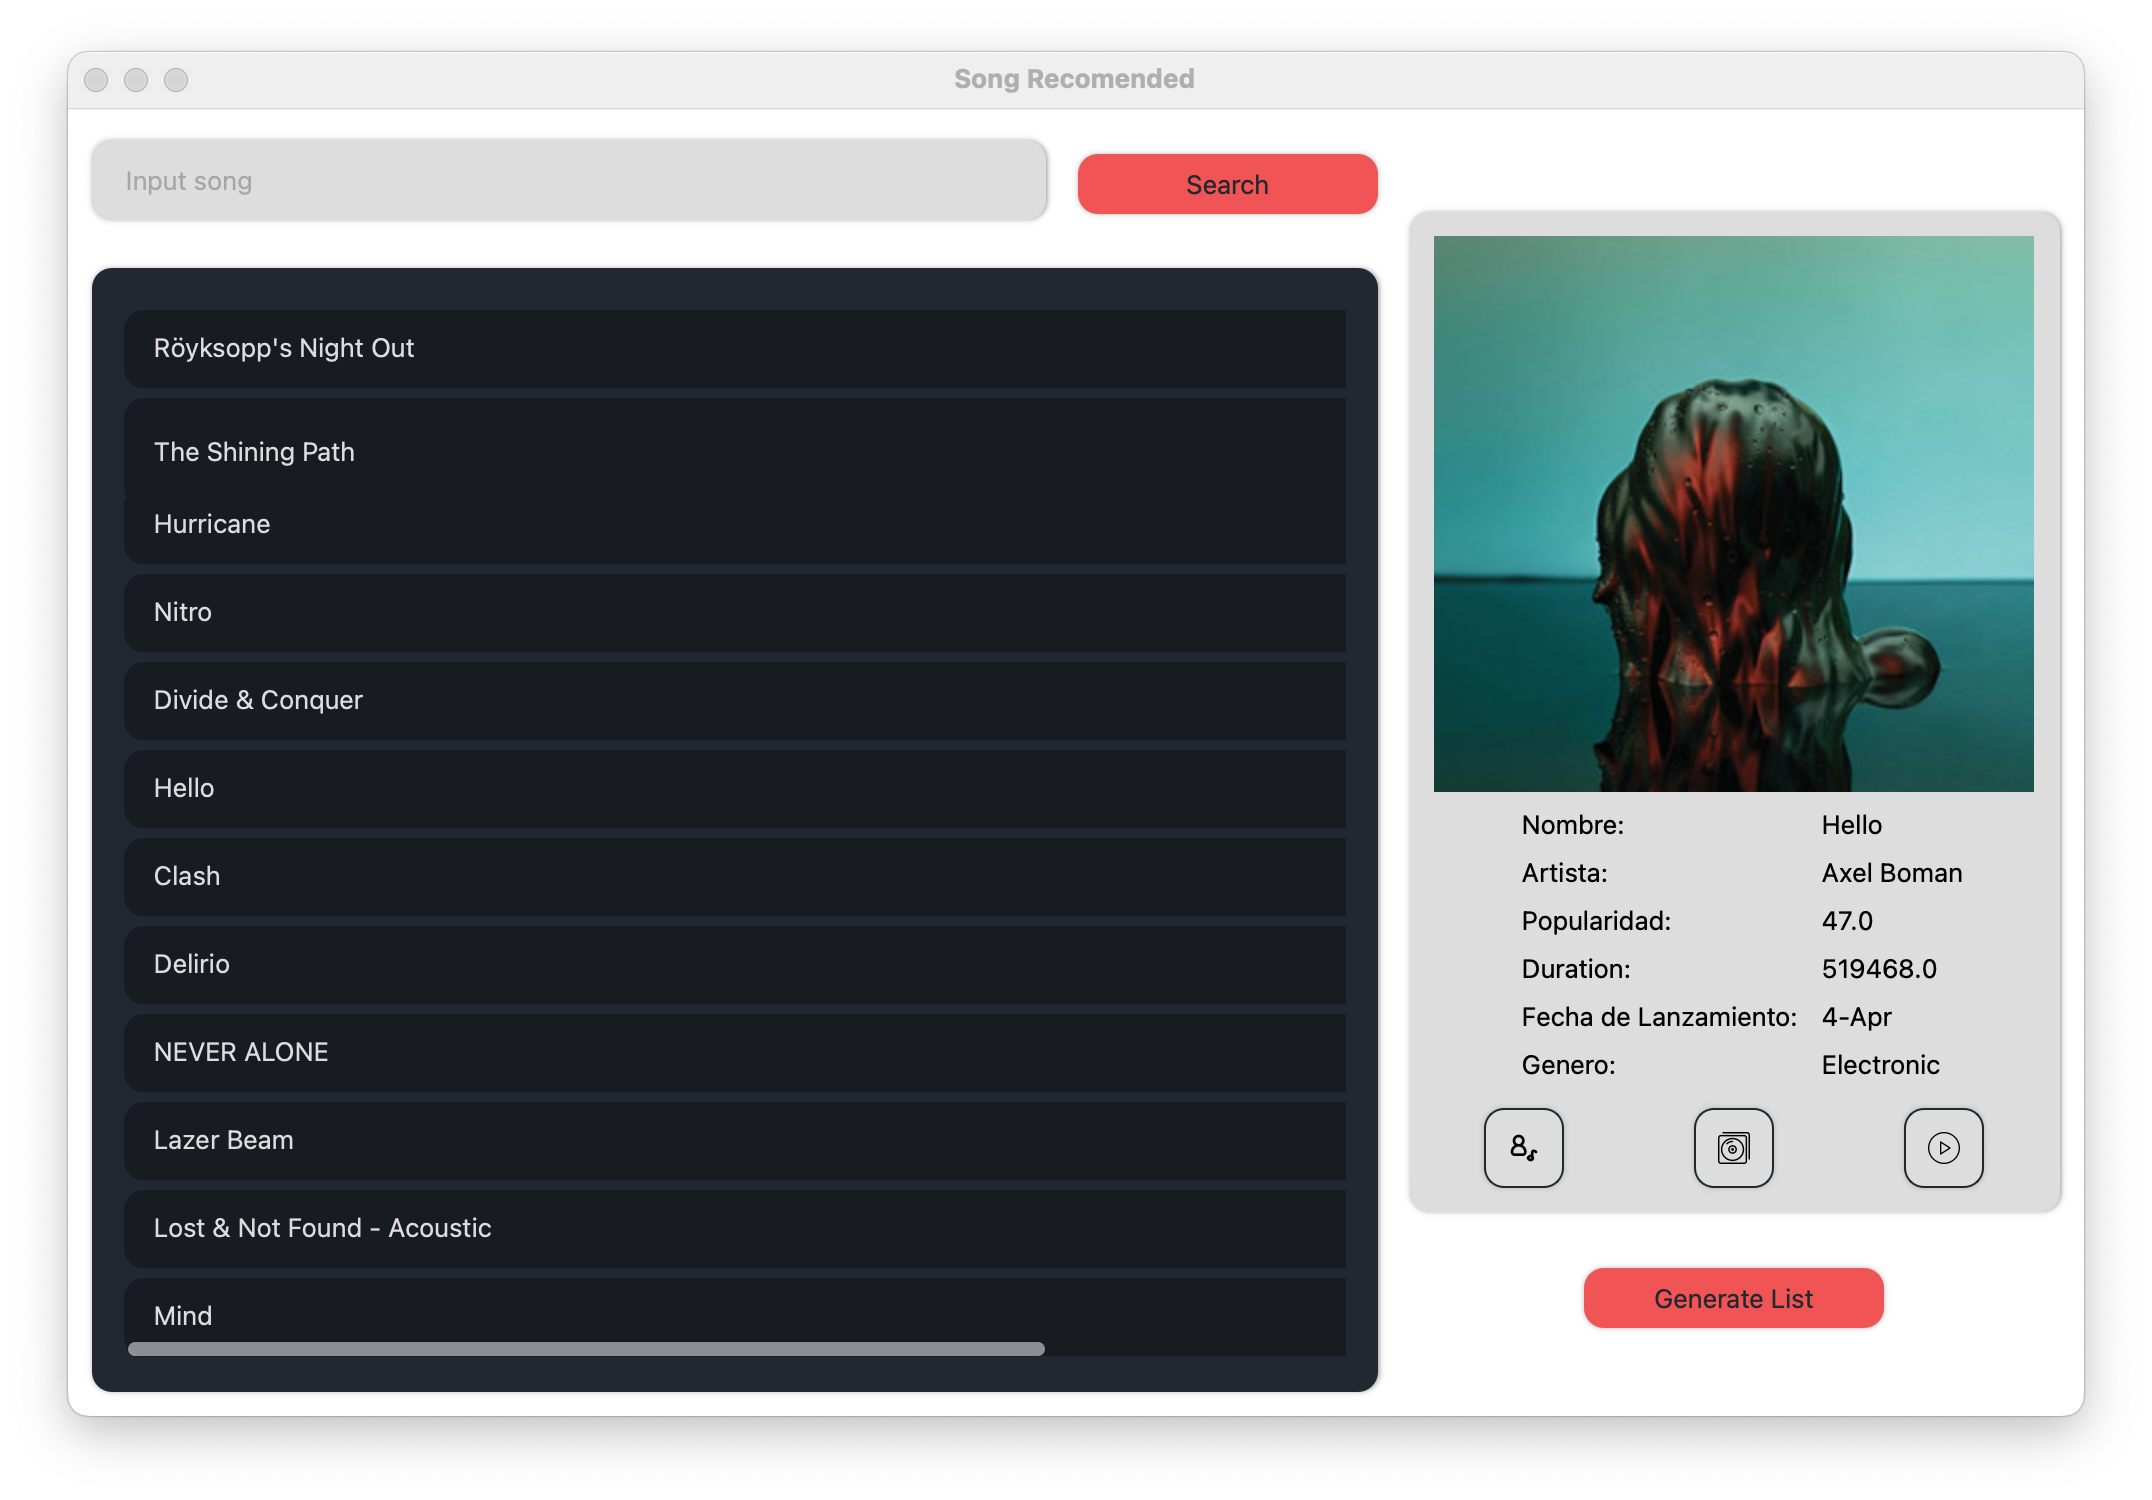 Song Recomended
Input song
Search
Röyksopp's Night Out
The Shining Path
Hurricane
Nitro
Divide & Conquer
Hello
Clash
Delirio
NEVER ALONE
Lazer Beam
Lost & Not Found - Acoustic
Mind
Nombre: Hello
Artista: Axel Boman
Popularidad: 47.0
Duration: 519468.0
Fecha de Lanzamiento: 4-Apr
Genero: Electronic
Generate List